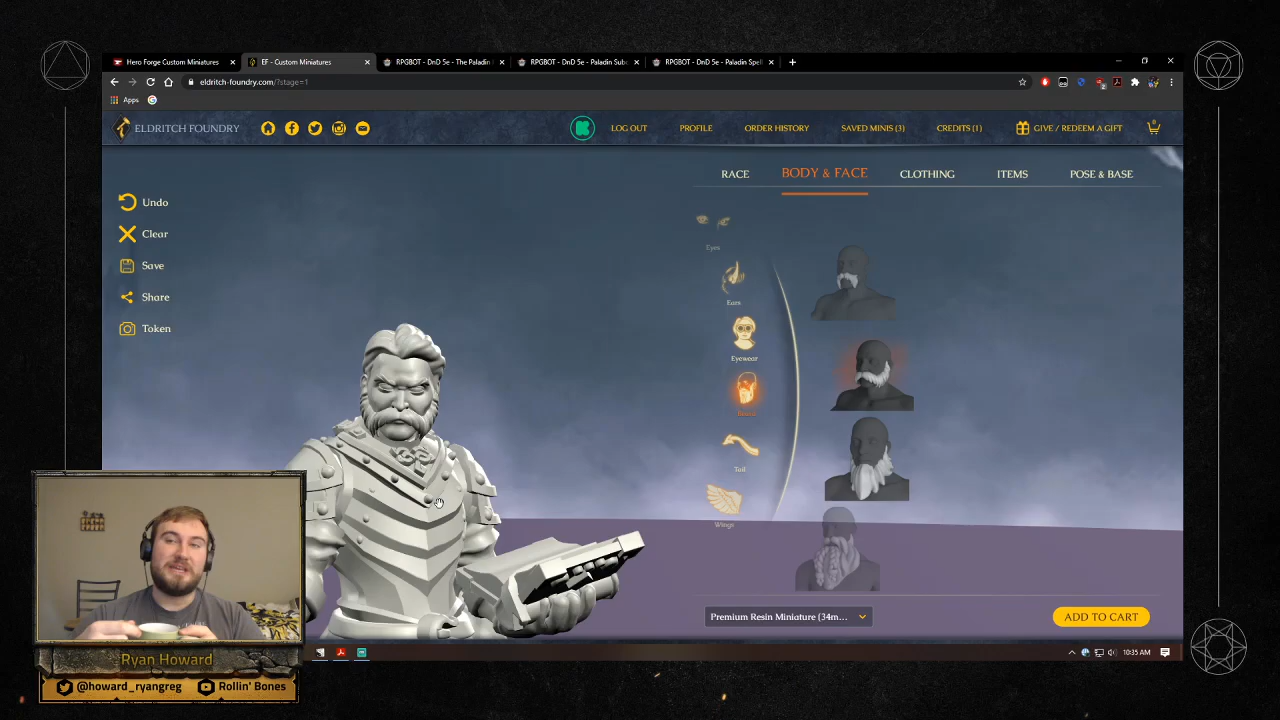 Hero Forge Custom Miniatures
EF - Custom Miniatures
RPGBOT - DnD 5e - The Paladin
RPGBOT - DnD 5e - Paladin Sub
RPGBOT - DnD 5e - Paladin Spel
eldritch-foundry.com/?stage=1
Apps
ELDRITCH FOUNDRY
LOG OUT
PROFILE
ORDER HISTORY
SAVED MINIS (3)
CREDITS (1)
GIVE / REDEEM A GIFT
0
RACE
BODY & FACE
CLOTHING
ITEMS
POSE & BASE
Undo
Clear
Save
Share
Token
Eyes
Ears
Eyewear
Beard
Tail
Wings
Premium Resin Miniature (34m...
ADD TO CART
10:35 AM
Ryan Howard
@howard_ryangreg
Rollin' Bones